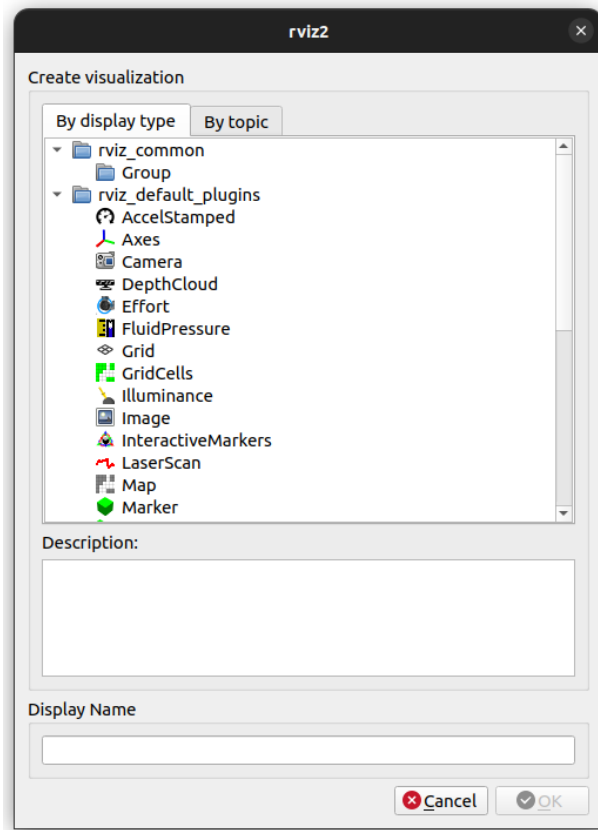 rviz2
Create visualization
By display type By topic
rviz_common
Group
rviz_default_plugins
AccelStamped
Axes
Camera
DepthCloud
Effort
FluidPressure
Grid
GridCells
Illuminance
Image
InteractiveMarkers
LaserScan
Map
Marker
Description:
Display Name
Cancel OK